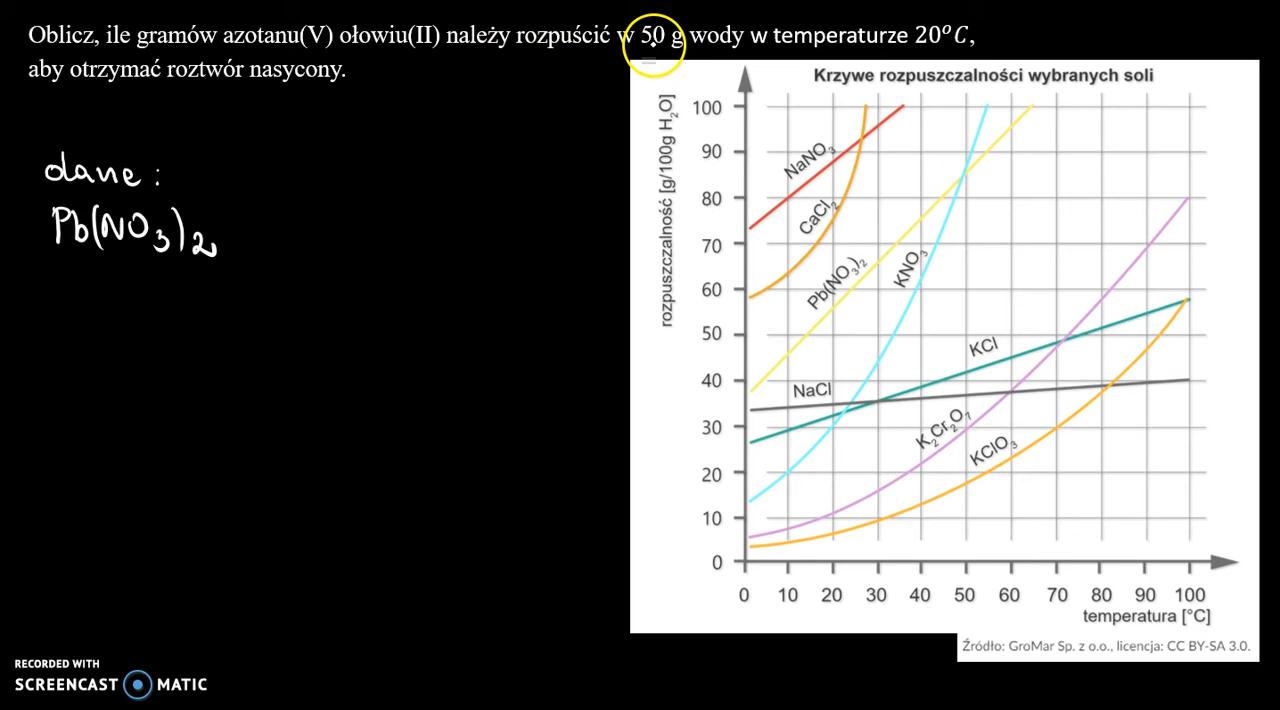 Oblicz, ile gramów azotanu(V) ołowiu(II) należy rozpuścić w 50 g wody w temperaturze 20°C,
aby otrzymać roztwór nasycony.
dane:
Pb(NO₃)₂
Krzywe rozpuszczalności wybranych soli
rozpuszczalność [g/100g H₂O]
100
90
80
70
60
50
40
30
20
10
0
NaNO₃
CaCl₂
Pb(NO₃)₂
KNO₃
KCl
NaCl
K₂Cr₂O₇
KClO₃
0 10 20 30 40 50 60 70 80 90 100
temperatura [°C]
Źródło: GroMar Sp. z o.o., licencja: CC BY-SA 3.0.
RECORDED WITH
SCREENCAST MATIC